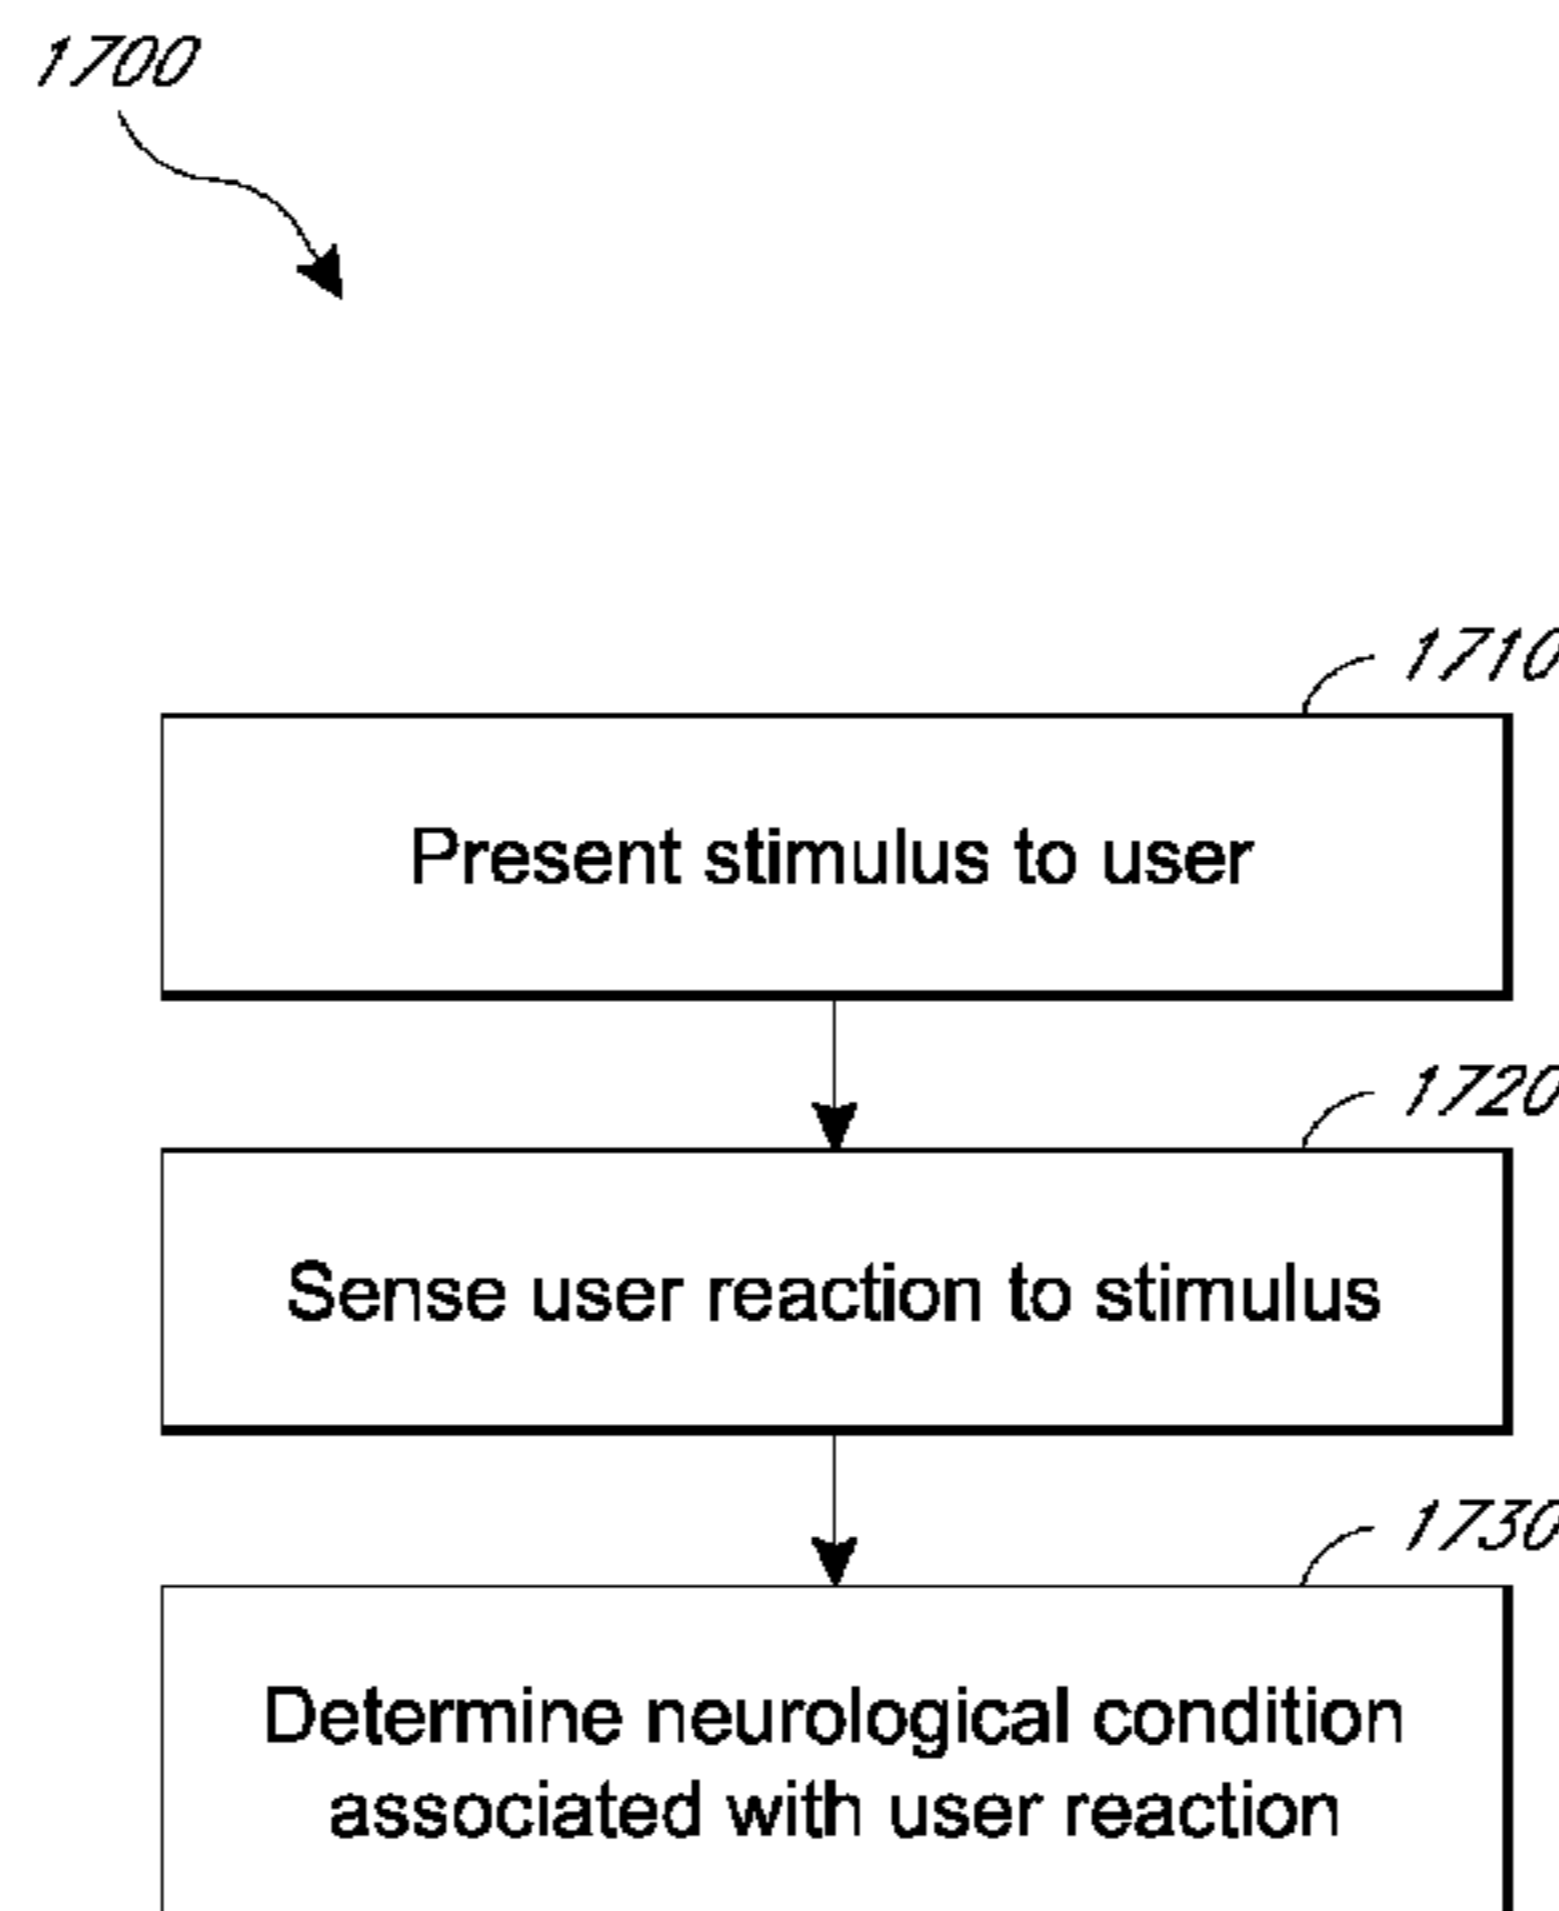 1700
1710
Present stimulus to user
1720
Sense user reaction to stimulus
1730
Determine neurological condition
associated with user reaction